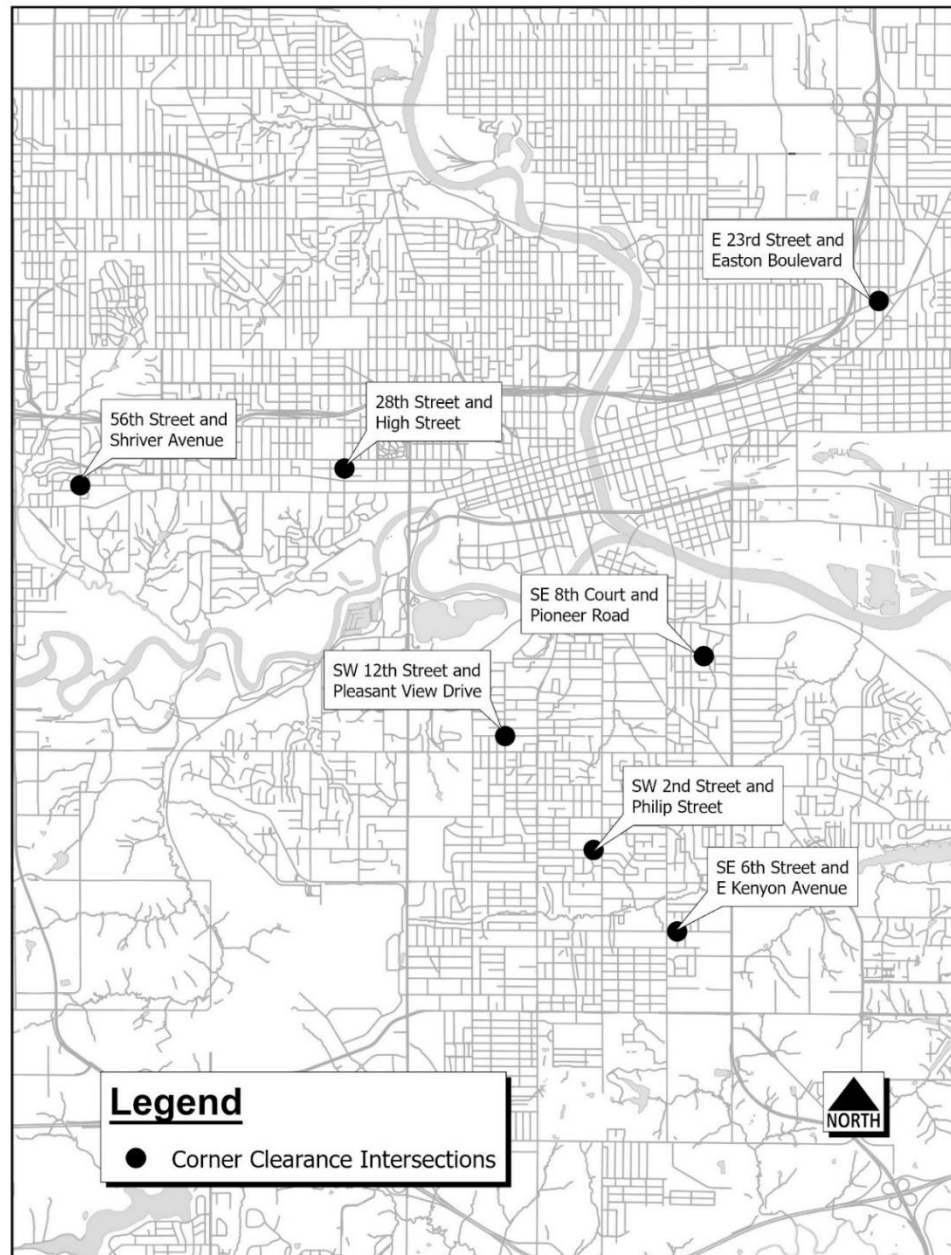 E 23rd Street and
Easton Boulevard
28th Street and
High Street
56th Street and
Shriver Avenue
SE 8th Court and
Pioneer Road
SW 12th Street and
Pleasant View Drive
SW 2nd Street and
Philip Street
SE 6th Street and
E Kenyon Avenue
Legend
Corner Clearance Intersections
NORTH